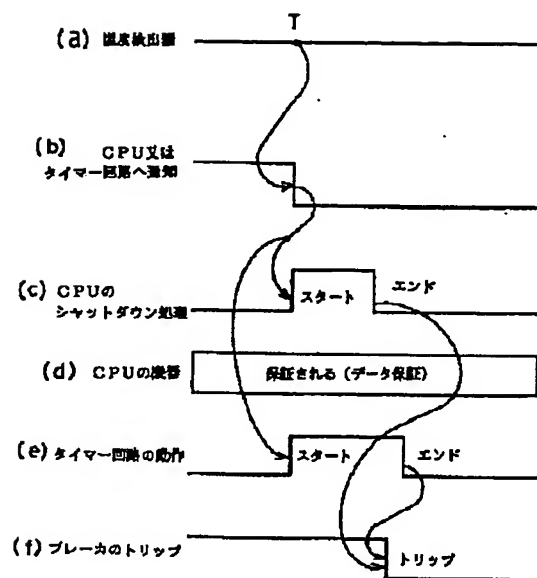 T
(a) 温度検出器
(b) CPU又は
タイマー回路へ通知
(c) CPUの
シャットダウン処理
スタート
エンド
(d) CPUの機器
保証される(データ保証)
(e) タイマー回路の動作
スタート
エンド
(f) ブレーカのトリップ
トリップ